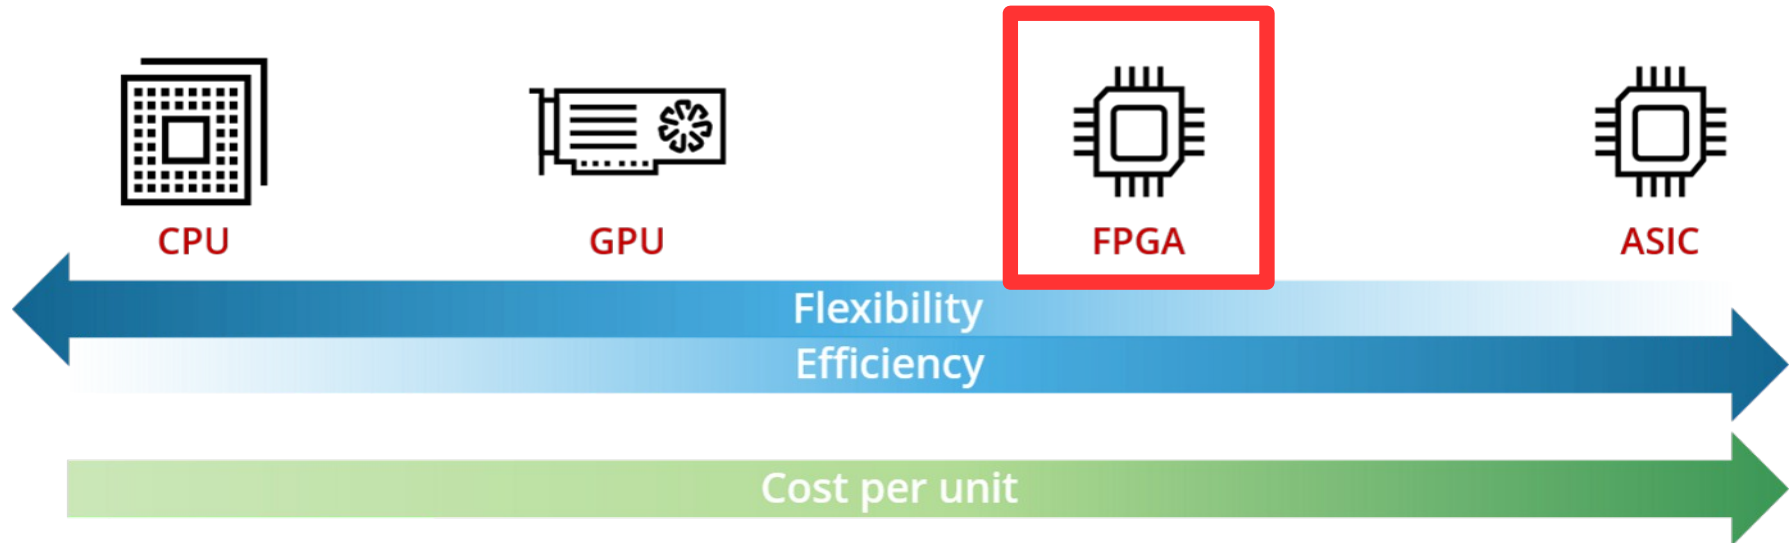 CPU
GPU
FPGA
ASIC
Flexibility
Efficiency
Cost per unit